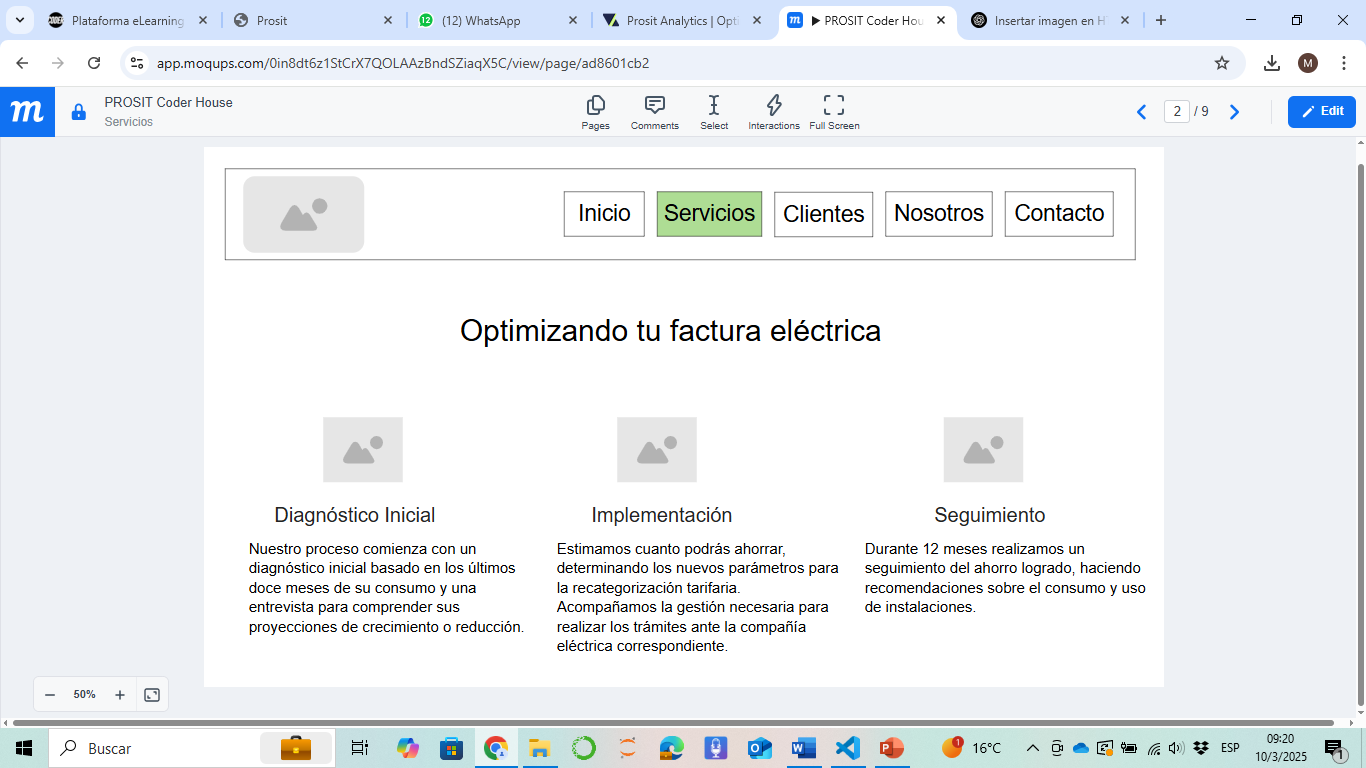 Plataforma eLearning
Prosit
(12) WhatsApp
Prosit Analytics | Opti
▶ PROSIT Coder Hou
Insertar imagen en HT
app.moqups.com/0in8dt6z1StCrX7QOLAAzBndSZiaqX5C/view/page/ad8601cb2
M
m
PROSIT Coder House
Servicios
Pages
Comments
Select
Interactions
Full Screen
2 / 9
Edit
Inicio
Servicios
Clientes
Nosotros
Contacto
Optimizando tu factura eléctrica
Diagnóstico Inicial
Nuestro proceso comienza con un
diagnóstico inicial basado en los últimos
doce meses de su consumo y una
entrevista para comprender sus
proyecciones de crecimiento o reducción.
Implementación
Estimamos cuanto podrás ahorrar,
determinando los nuevos parámetros para
la recategorización tarifaria.
Acompañamos la gestión necesaria para
realizar los trámites ante la compañía
eléctrica correspondiente.
Seguimiento
Durante 12 meses realizamos un
seguimiento del ahorro logrado, haciendo
recomendaciones sobre el consumo y uso
de instalaciones.
50%
Buscar
1
16°C
ESP
09:20
10/3/2025
1